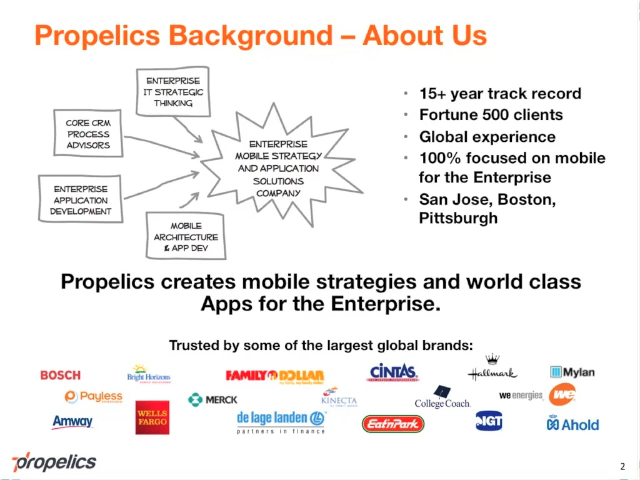 Propelics Background – About Us
ENTERPRISE
IT STRATEGIC
THINKING
CORE CRM
PROCESS
ADVISORS
ENTERPRISE
APPLICATION
DEVELOPMENT
MOBILE
ARCHITECTURE
& APP DEV
ENTERPRISE
MOBILE STRATEGY
AND APPLICATION
SOLUTIONS
COMPANY
• 15+ year track record
• Fortune 500 clients
• Global experience
• 100% focused on mobile
for the Enterprise
• San Jose, Boston,
Pittsburgh
Propelics creates mobile strategies and world class
Apps for the Enterprise.
Trusted by some of the largest global brands:
BOSCH
Bright Horizons
FAMILY DOLLAR
CINTAS
Hallmark
Mylan
Payless
WELLS
FARGO
MERCK
KINECTA
College Coach
we energies
we
Amway
de lage landen
partners in finance
Eat'nPark
IGT
Ahold
propelics
2